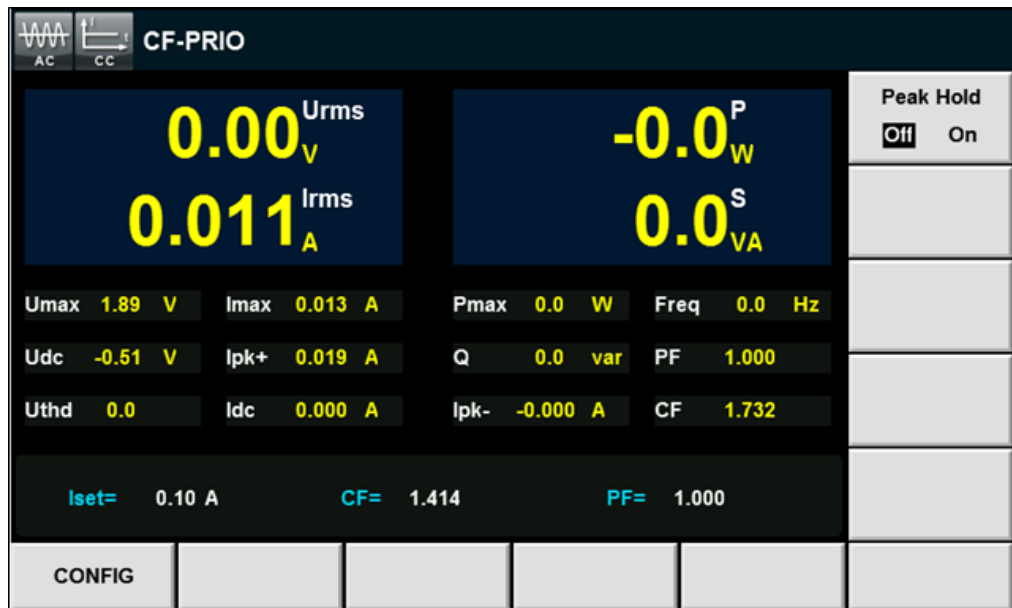 AC CC CF-PRIO
0.00 Urms V -0.0 P W
0.011 Irms A 0.0 S VA
Peak Hold
Off On
Umax 1.89 V Imax 0.013 A Pmax 0.0 W Freq 0.0 Hz
Udc -0.51 V Ipk+ 0.019 A Q 0.0 var PF 1.000
Uthd 0.0 Idc 0.000 A Ipk- -0.000 A CF 1.732
Iset= 0.10 A CF= 1.414 PF= 1.000
CONFIG